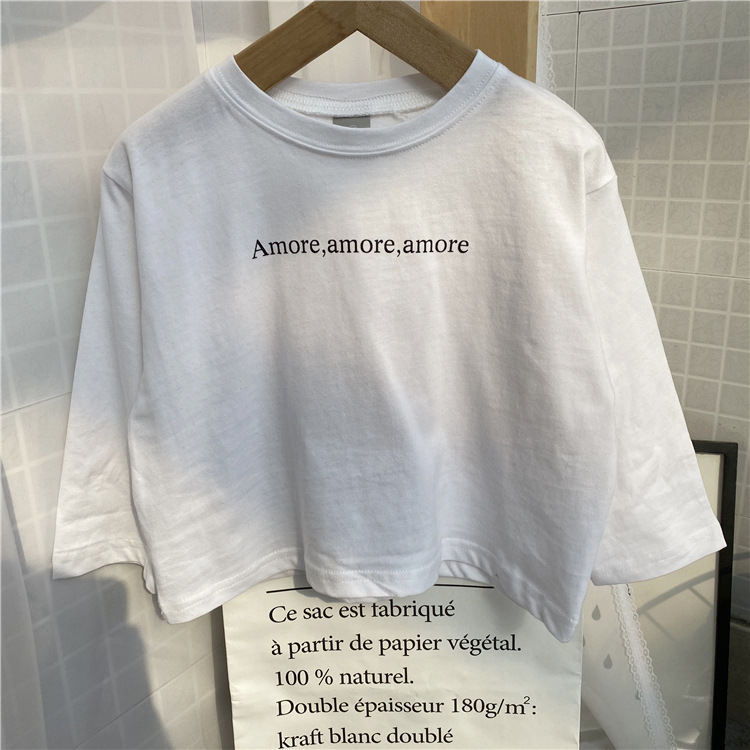 Amore,amore,amore
Ce sac est fabriqué
à partir de papier végétal.
100 % naturel.
Double épaisseur 180g/m²:
kraft blanc doublé